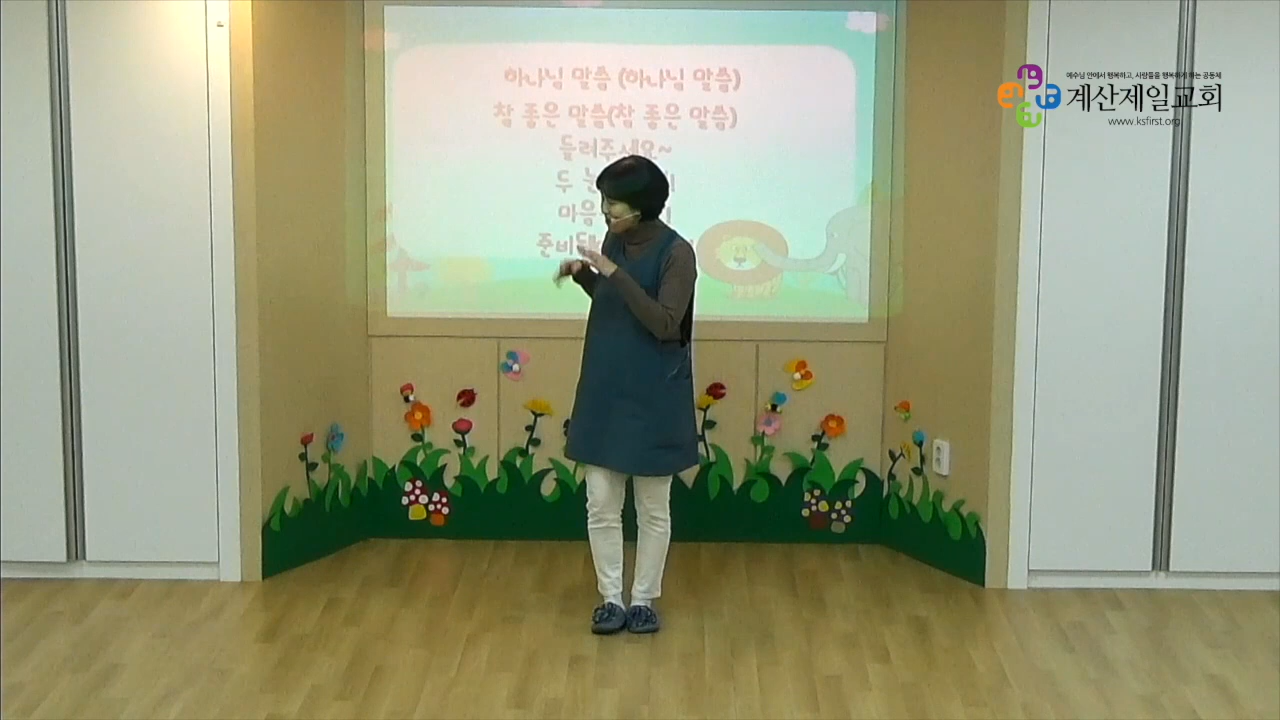 하나님 말씀 (하나님 말씀)
참 좋은 말씀(참 좋은 말씀)
들려주세요~
두
마음
예수님 안에서 행복하고, 사람들을 행복하게 하는 공동체
계산제일교회
www.ksfirst.org